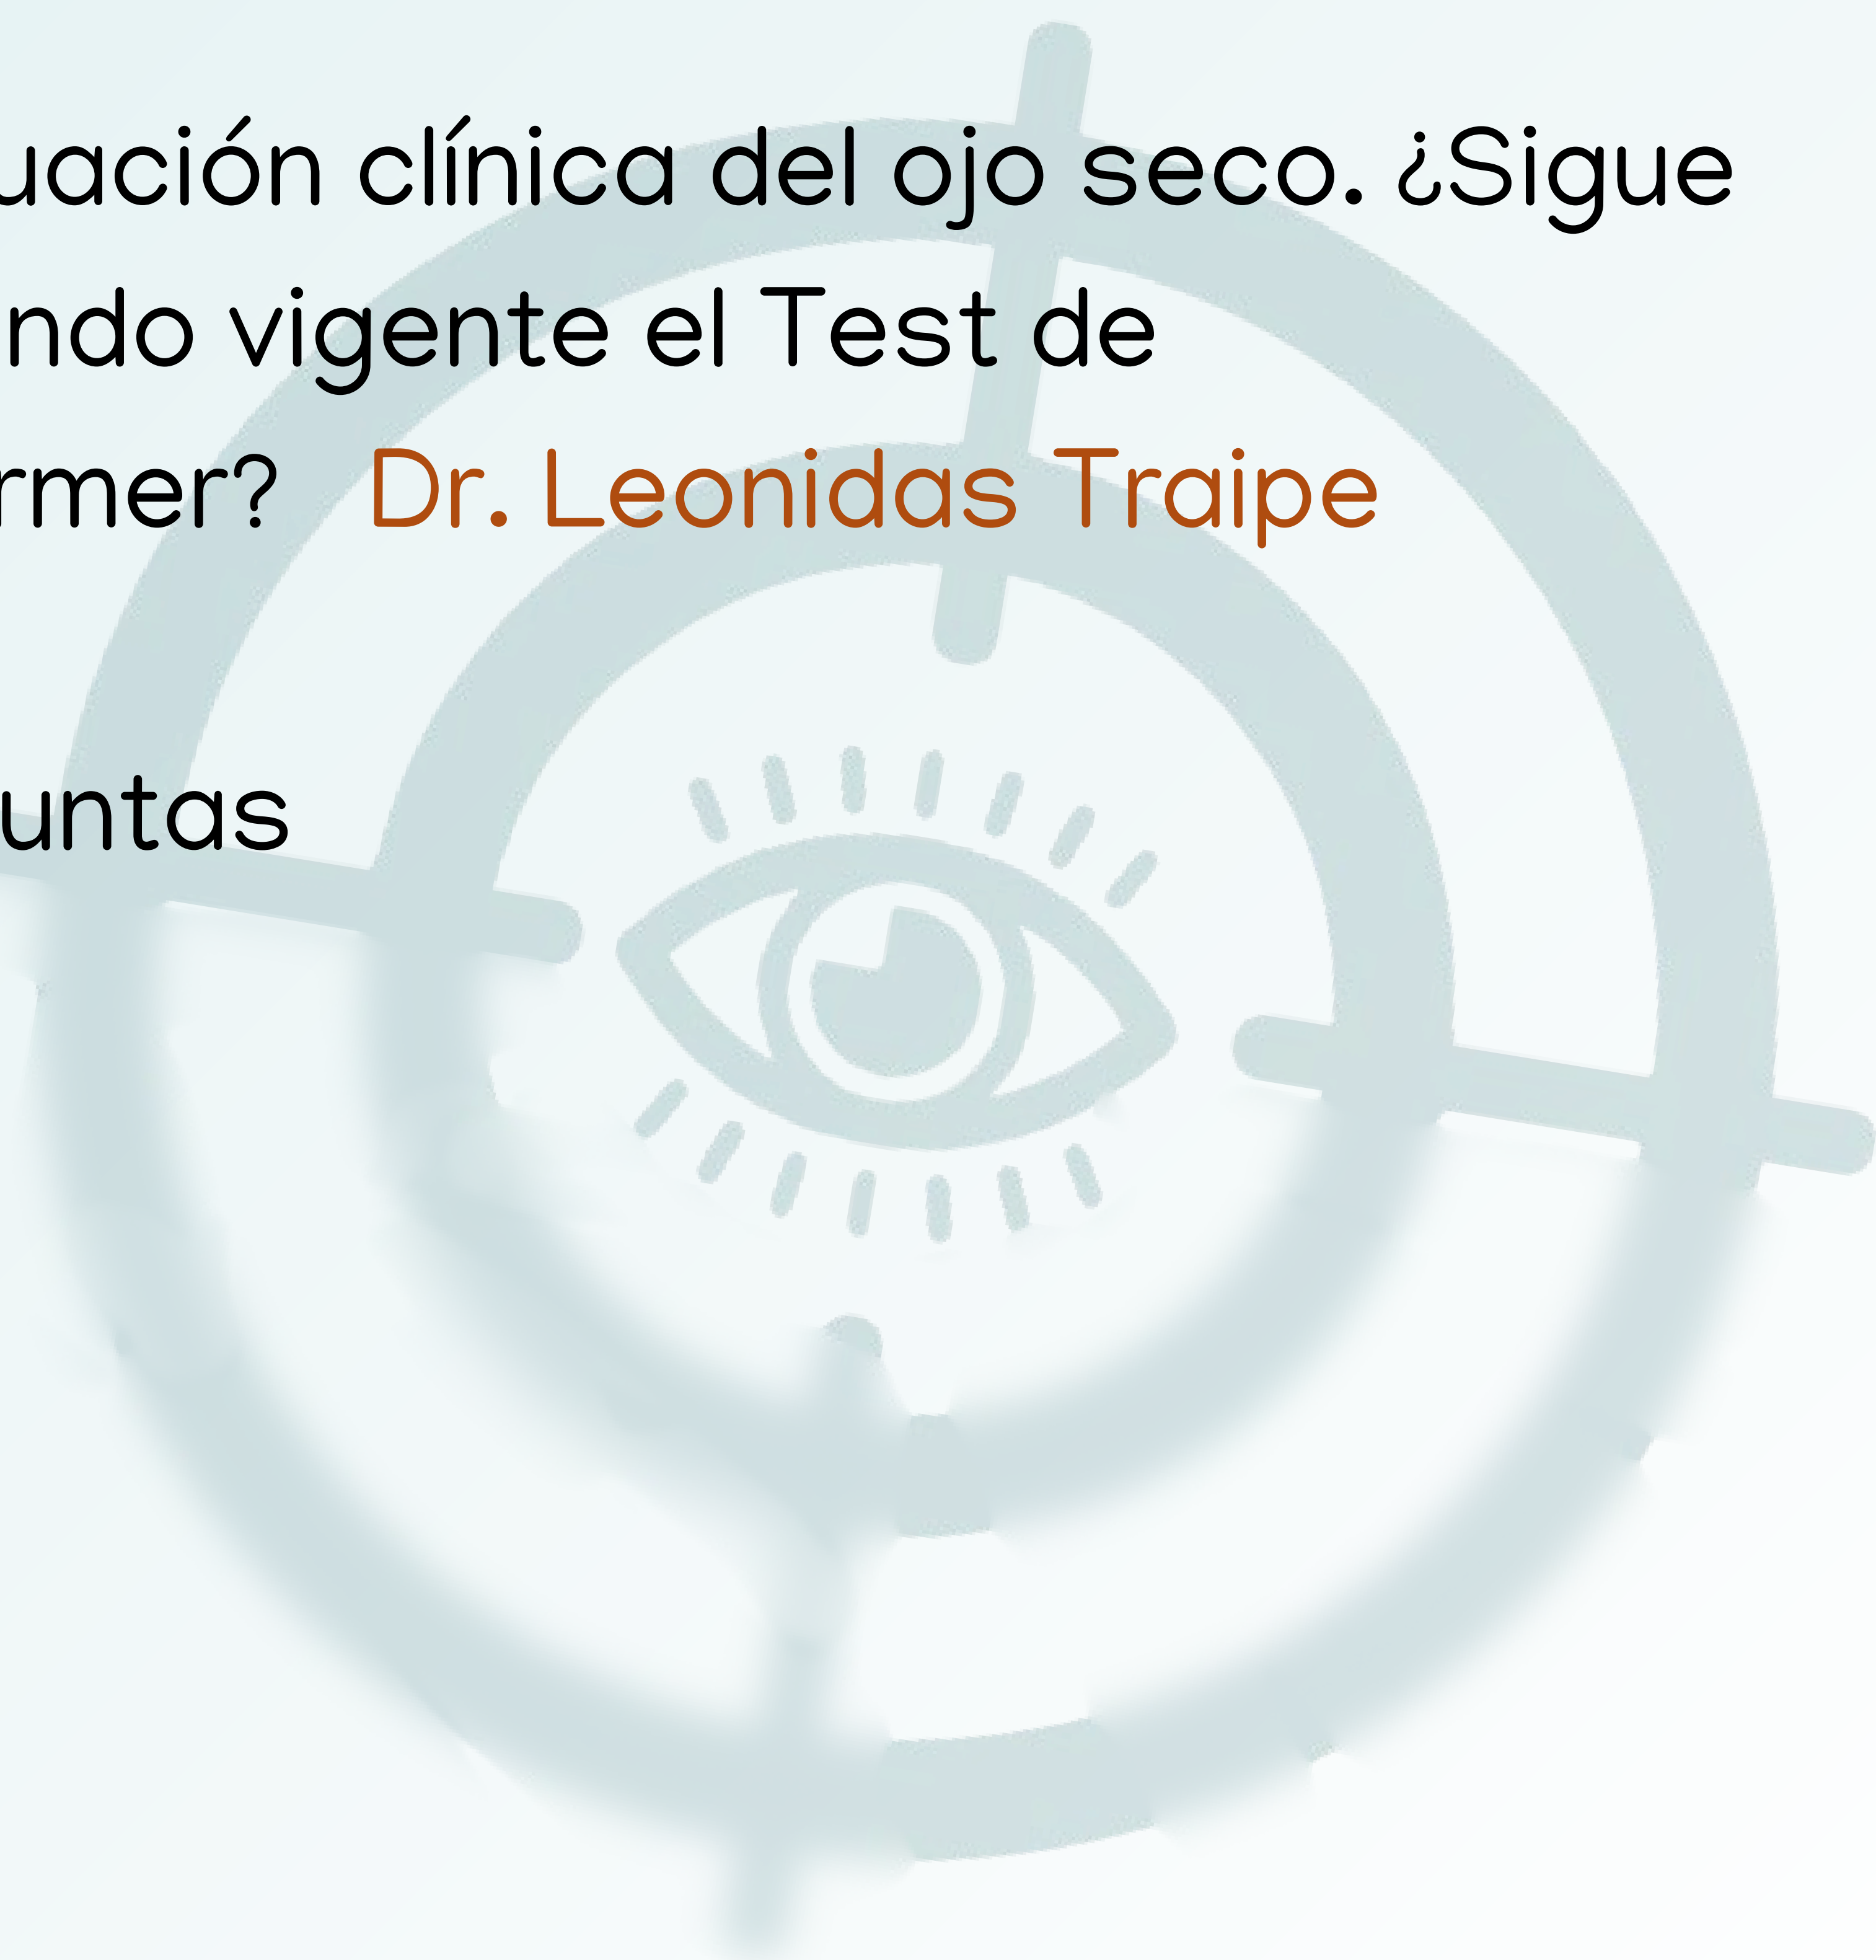 uación clínica del ojo seco. ¿Sigue
ndo vigente el Test de
rmer? Dr. Leonidas Traipe
untas